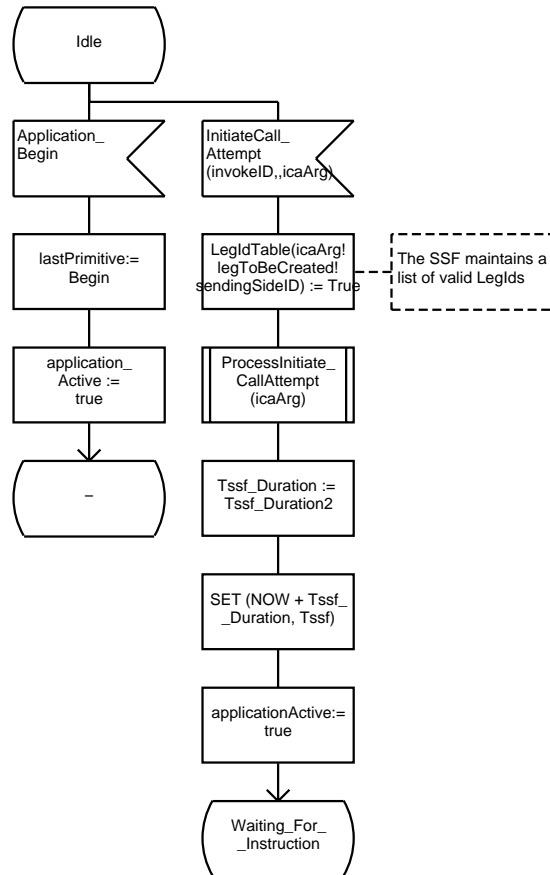 Idle
Application_
Begin
lastPrimitive:=
Begin
application_
Active :=
true
–
InitiateCall_
Attempt
(invokeID,,icaArg)
LegIdTable(icaArg!
legToBeCreated!
sendingSideID) := True
The SSF maintains a
list of valid LegIds
ProcessInitiate_
CallAttempt
(icaArg)
Tssf_Duration :=
Tssf_Duration2
SET (NOW + Tssf_
_Duration, Tssf)
applicationActive:=
true
Waiting_For_
_Instruction